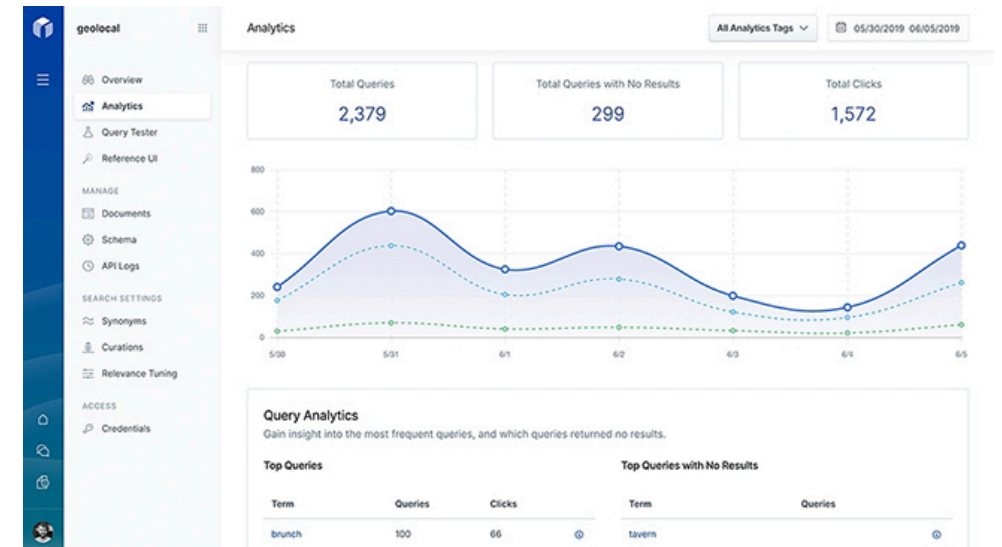 geolocal
Overview
Analytics
Query Tester
Reference UI
MANAGE
Documents
Schema
API Logs
SEARCH SETTINGS
Synonyms
Curations
Relevance Tuning
ACCESS
Credentials
Analytics
All Analytics Tags
05/30/2019 06/05/2019
Total Queries
2,379
Total Queries with No Results
299
Total Clicks
1,572
800
600
400
200
0
5/30
5/31
6/1
6/2
6/3
6/4
6/5
Query Analytics
Gain insight into the most frequent queries, and which queries returned no results.
Top Queries
Term Queries Clicks
brunch 100 66
Top Queries with No Results
Term Queries
tavern